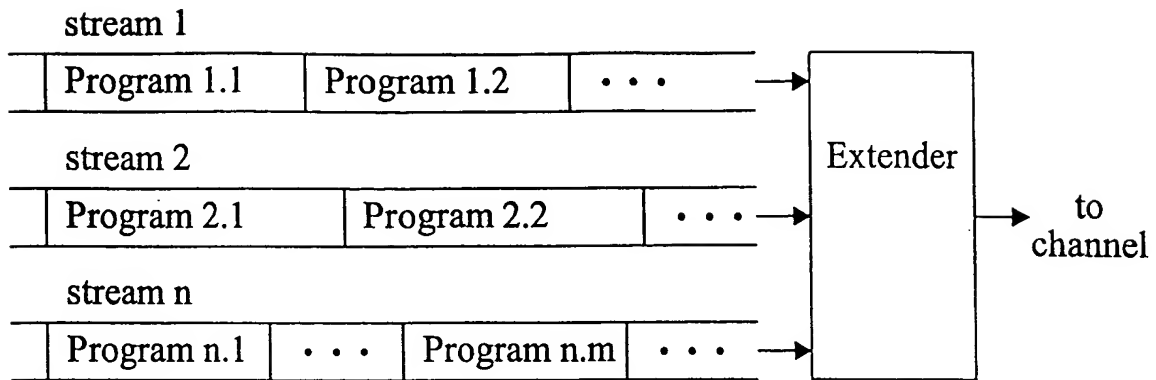 stream 1
Program 1.1 Program 1.2 • • •
stream 2
Program 2.1 Program 2.2 • • •
stream n
Program n.1 • • • Program n.m • • •
Extender
to
channel